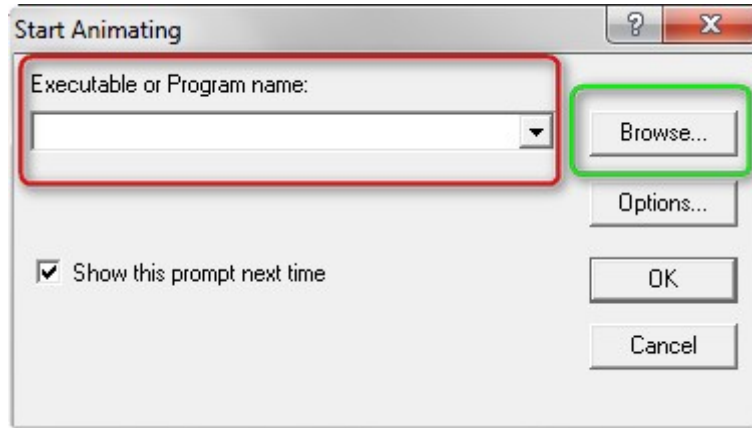 Start Animating
Executable or Program name:
Browse...
Options...
Show this prompt next time
OK
Cancel